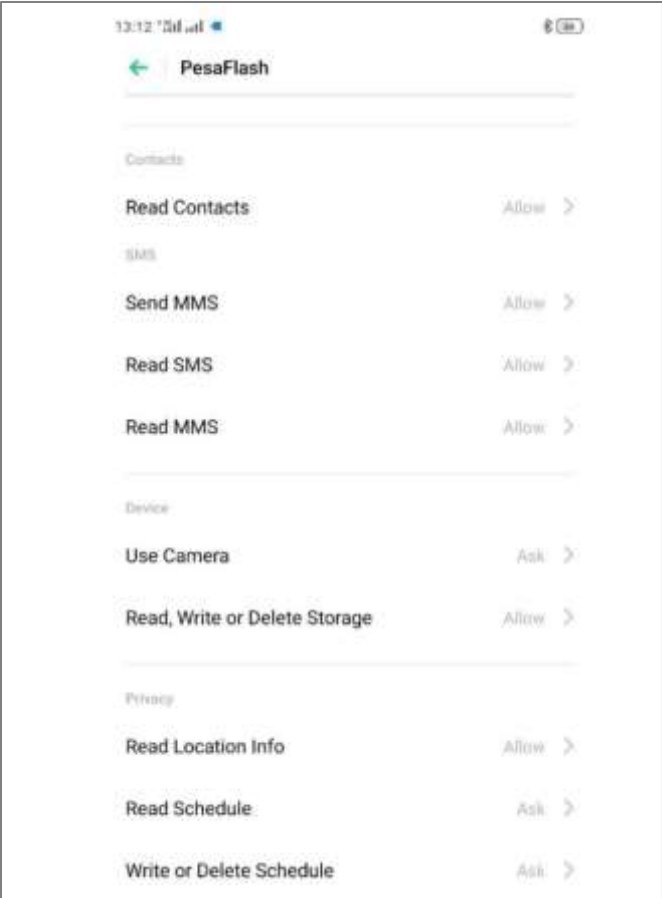 13:12
PesaFlash
Contacts
Read Contacts Allow
SMS
Send MMS Allow
Read SMS Allow
Read MMS Allow
Device
Use Camera Ask
Read, Write or Delete Storage Allow
Privacy
Read Location Info Allow
Read Schedule Ask
Write or Delete Schedule Ask